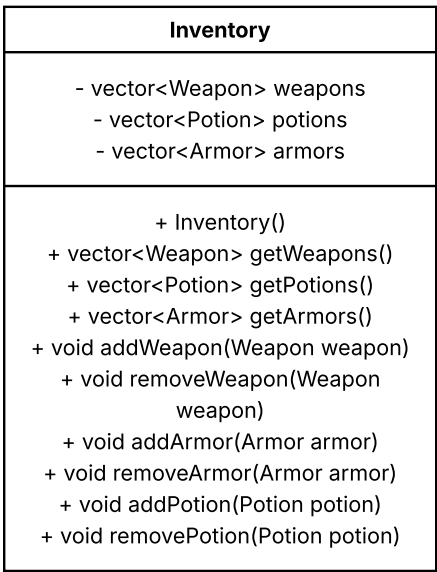 Inventory
- vector<Weapon> weapons
- vector<Potion> potions
- vector<Armor> armors
+ Inventory()
+ vector<Weapon> getWeapons()
+ vector<Potion> getPotions()
+ vector<Armor> getArmors()
+ void addWeapon(Weapon weapon)
+ void removeWeapon(Weapon
weapon)
+ void addArmor(Armor armor)
+ void removeArmor(Armor armor)
+ void addPotion(Potion potion)
+ void removePotion(Potion potion)